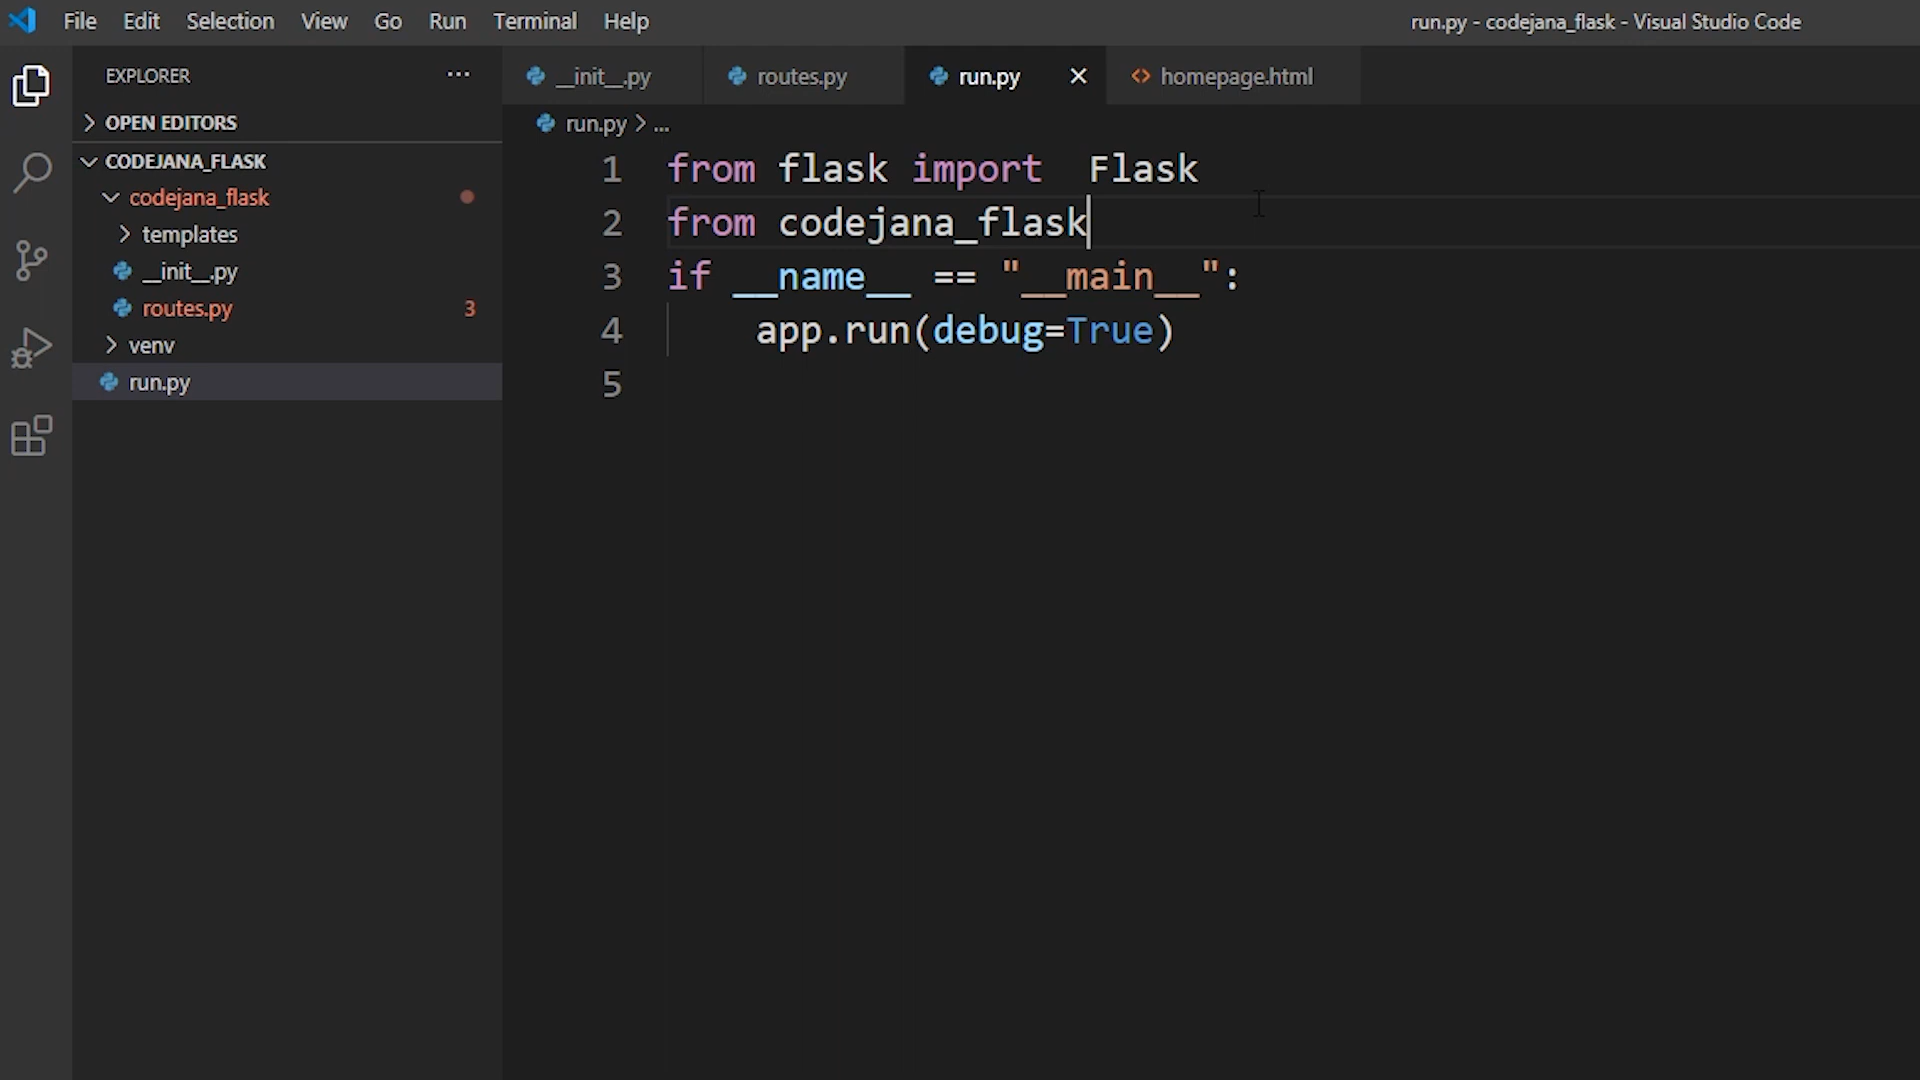 File Edit Selection View Go Run Terminal Help run.py - codejana_flask - Visual Studio Code
EXPLORER ...
OPEN EDITORS
CODEJANA_FLASK
codejana_flask
templates
__init__.py
routes.py 3
venv
run.py
__init__.py routes.py run.py homepage.html
run.py > ...
1 from flask import  Flask
2 from codejana_flask
3 if __name__ == "__main__":
4     app.run(debug=True)
5